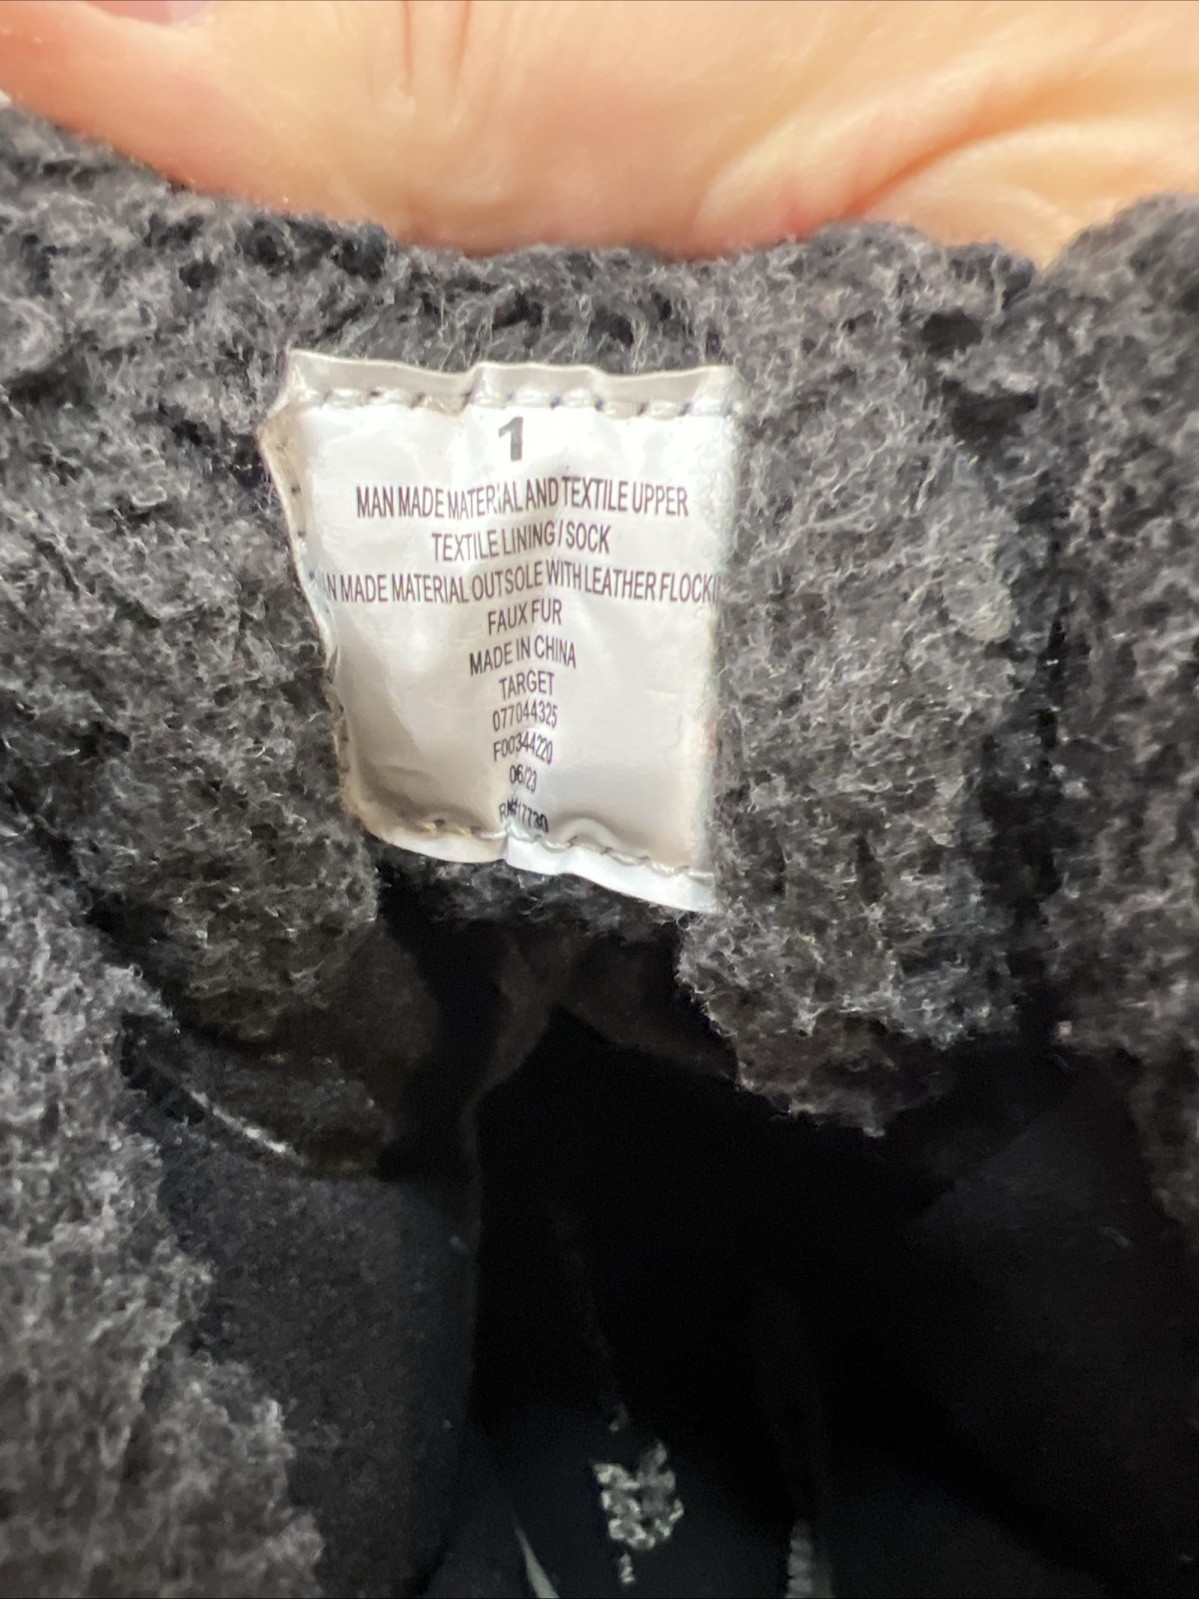 1
MAN MADE MATERIAL AND TEXTILE UPPER
TEXTILE LINING / SOCK
MADE MATERIAL OUTSOLE WITH LEATHER
FAUX FUR
MADE IN CHINA
TARGET
077044325
F00344220
06/23